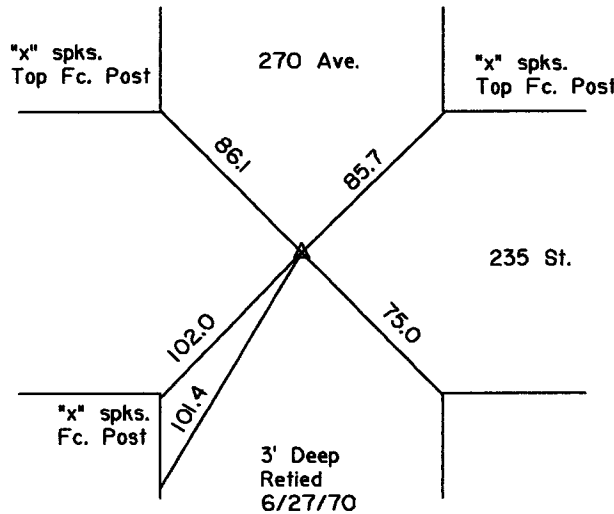 "x" spks.
Top Fc. Post
270 Ave.
"x" spks.
Top Fc. Post
86.1
85.7
235 St.
102.0
75.0
101.4
"x" spks.
Fc. Post
3' Deep
Retied
6/27/70